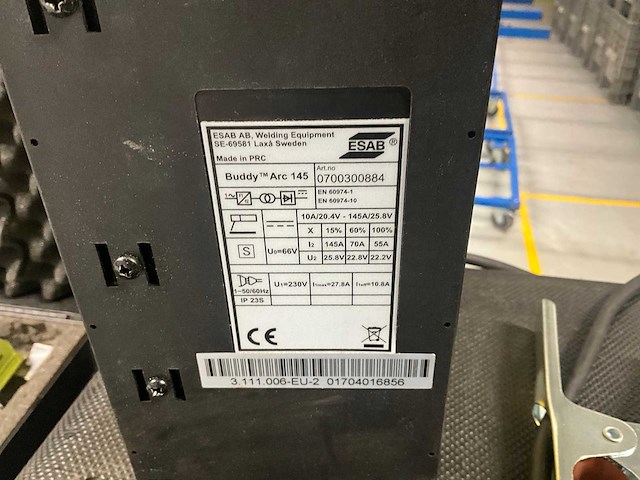 ESAB AB, Welding Equipment
SE-69581 Laxå Sweden
ESAB ®
Made in PRC
Buddy™ Arc 145
Art.no
0700300884
EN 60974-1
EN 60974-10
10A/20.4V - 145A/25.8V
X 15% 60% 100%
S U₀=66V I₂ 145A 70A 55A
U₂ 25.8V 22.8V 22.2V
1~50/60Hz U₁=230V I₁max=27.8A I₁eff=10.8A
IP 23S
CE
3.111.006-EU-2 01704016856